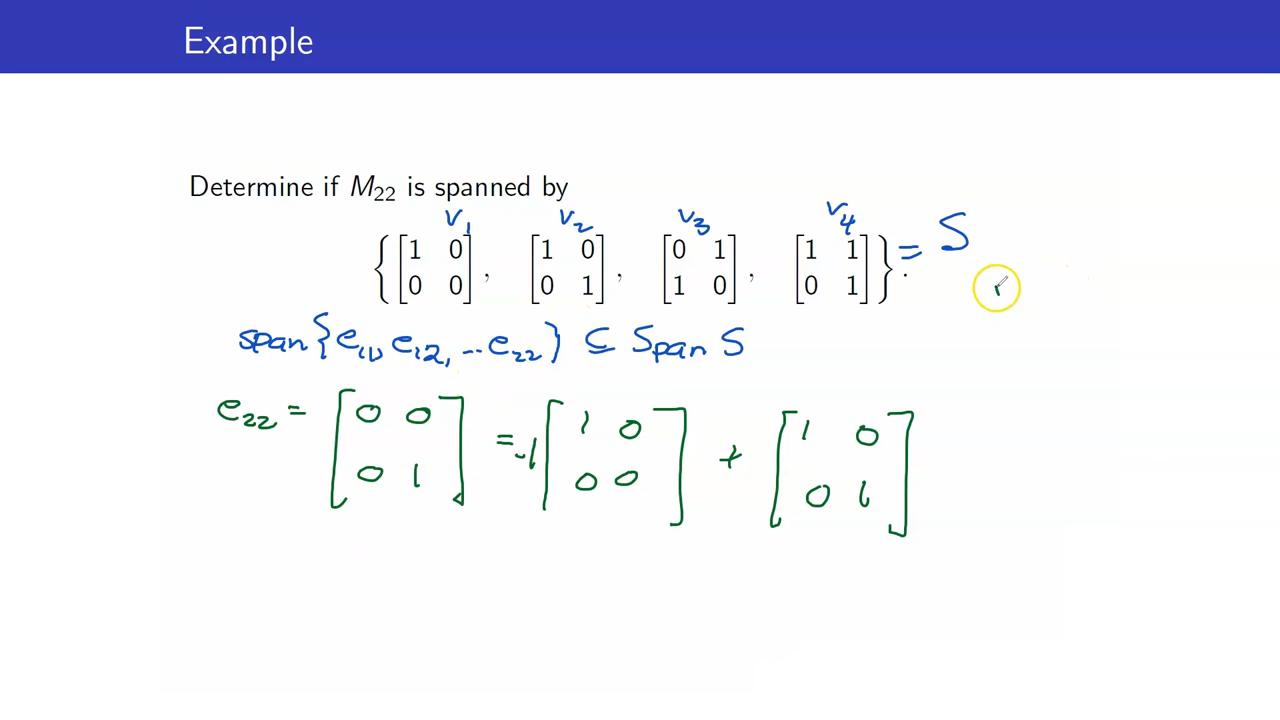 Example
Determine if M₂₂ is spanned by
v₁ v₂ v₃ v₄
{[1 0; 0 0], [1 0; 0 1], [0 1; 1 0], [1 1; 0 1]}. = S
span{e₁₁, e₁₂, ... e₂₂} ⊆ Span S
e₂₂ = [0 0; 0 1] = -1 [1 0; 0 0] + [1 0; 0 1]